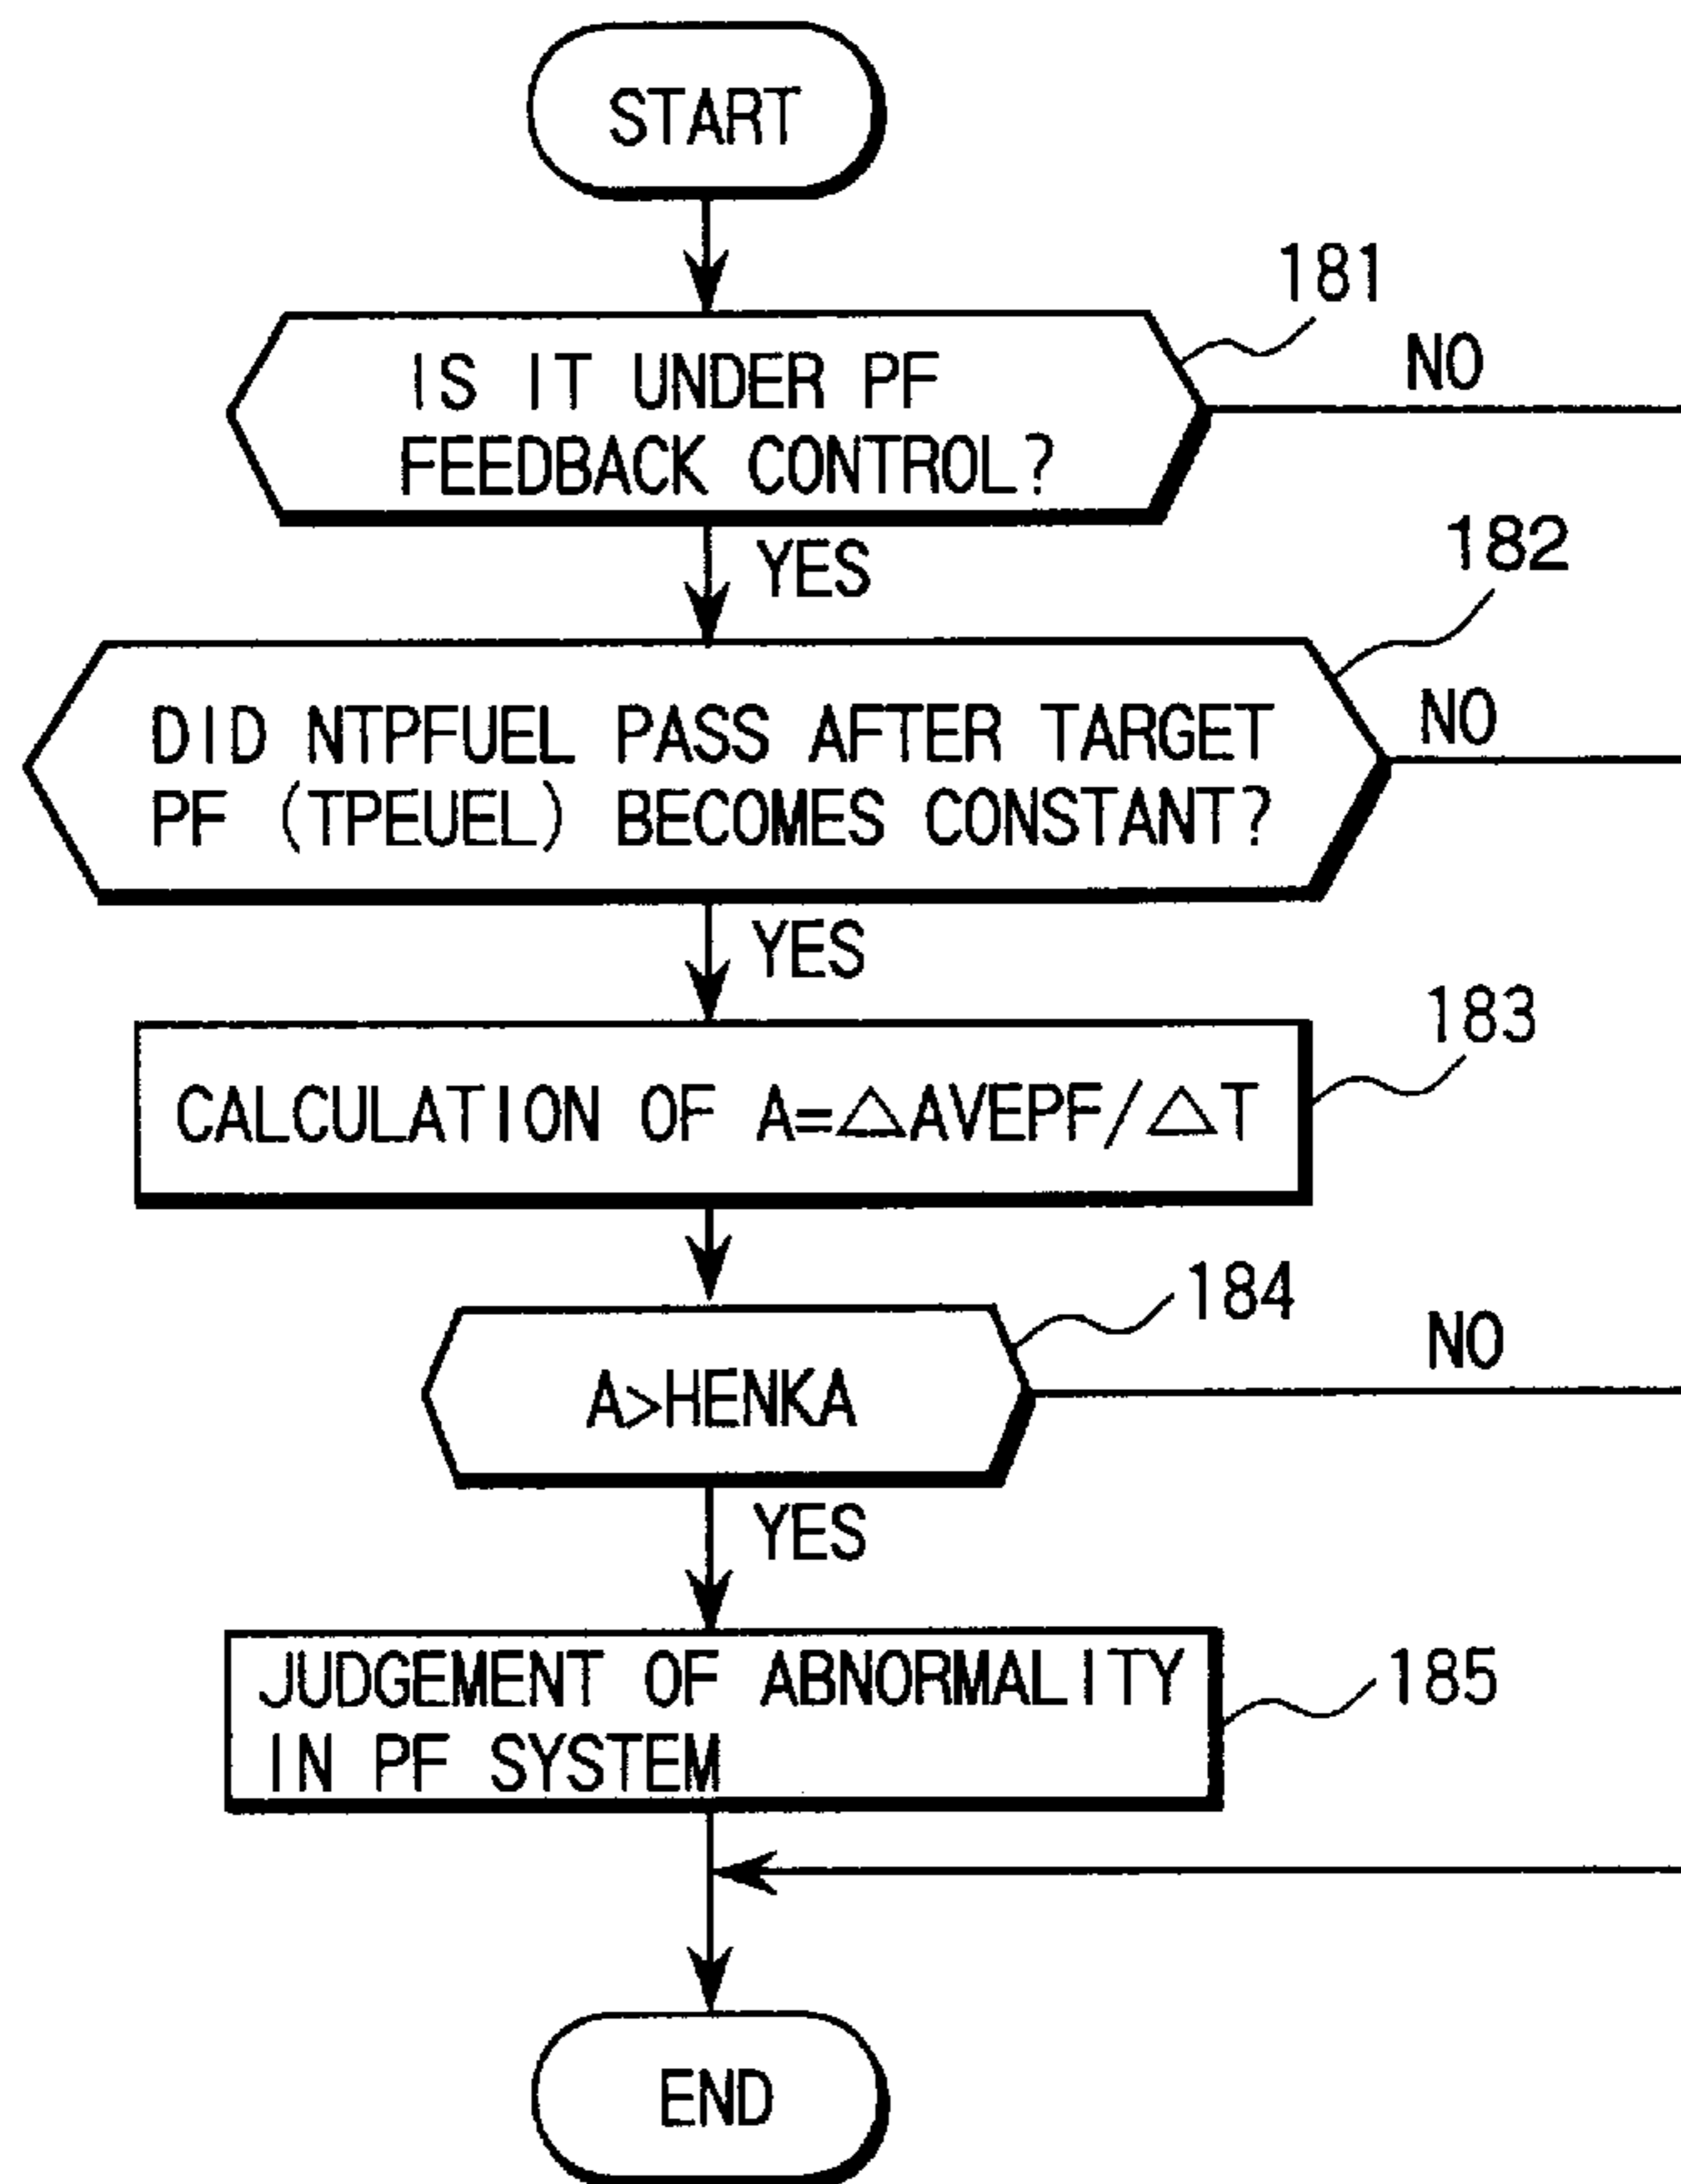 START
181
IS IT UNDER PF
FEEDBACK CONTROL?
NO
YES
182
DID NTPFUEL PASS AFTER TARGET
PF (TPEUEL) BECOMES CONSTANT?
NO
YES
183
CALCULATION OF A=△AVEPF/△T
184
A>HENKA
NO
YES
JUDGEMENT OF ABNORMALITY
IN PF SYSTEM
185
END